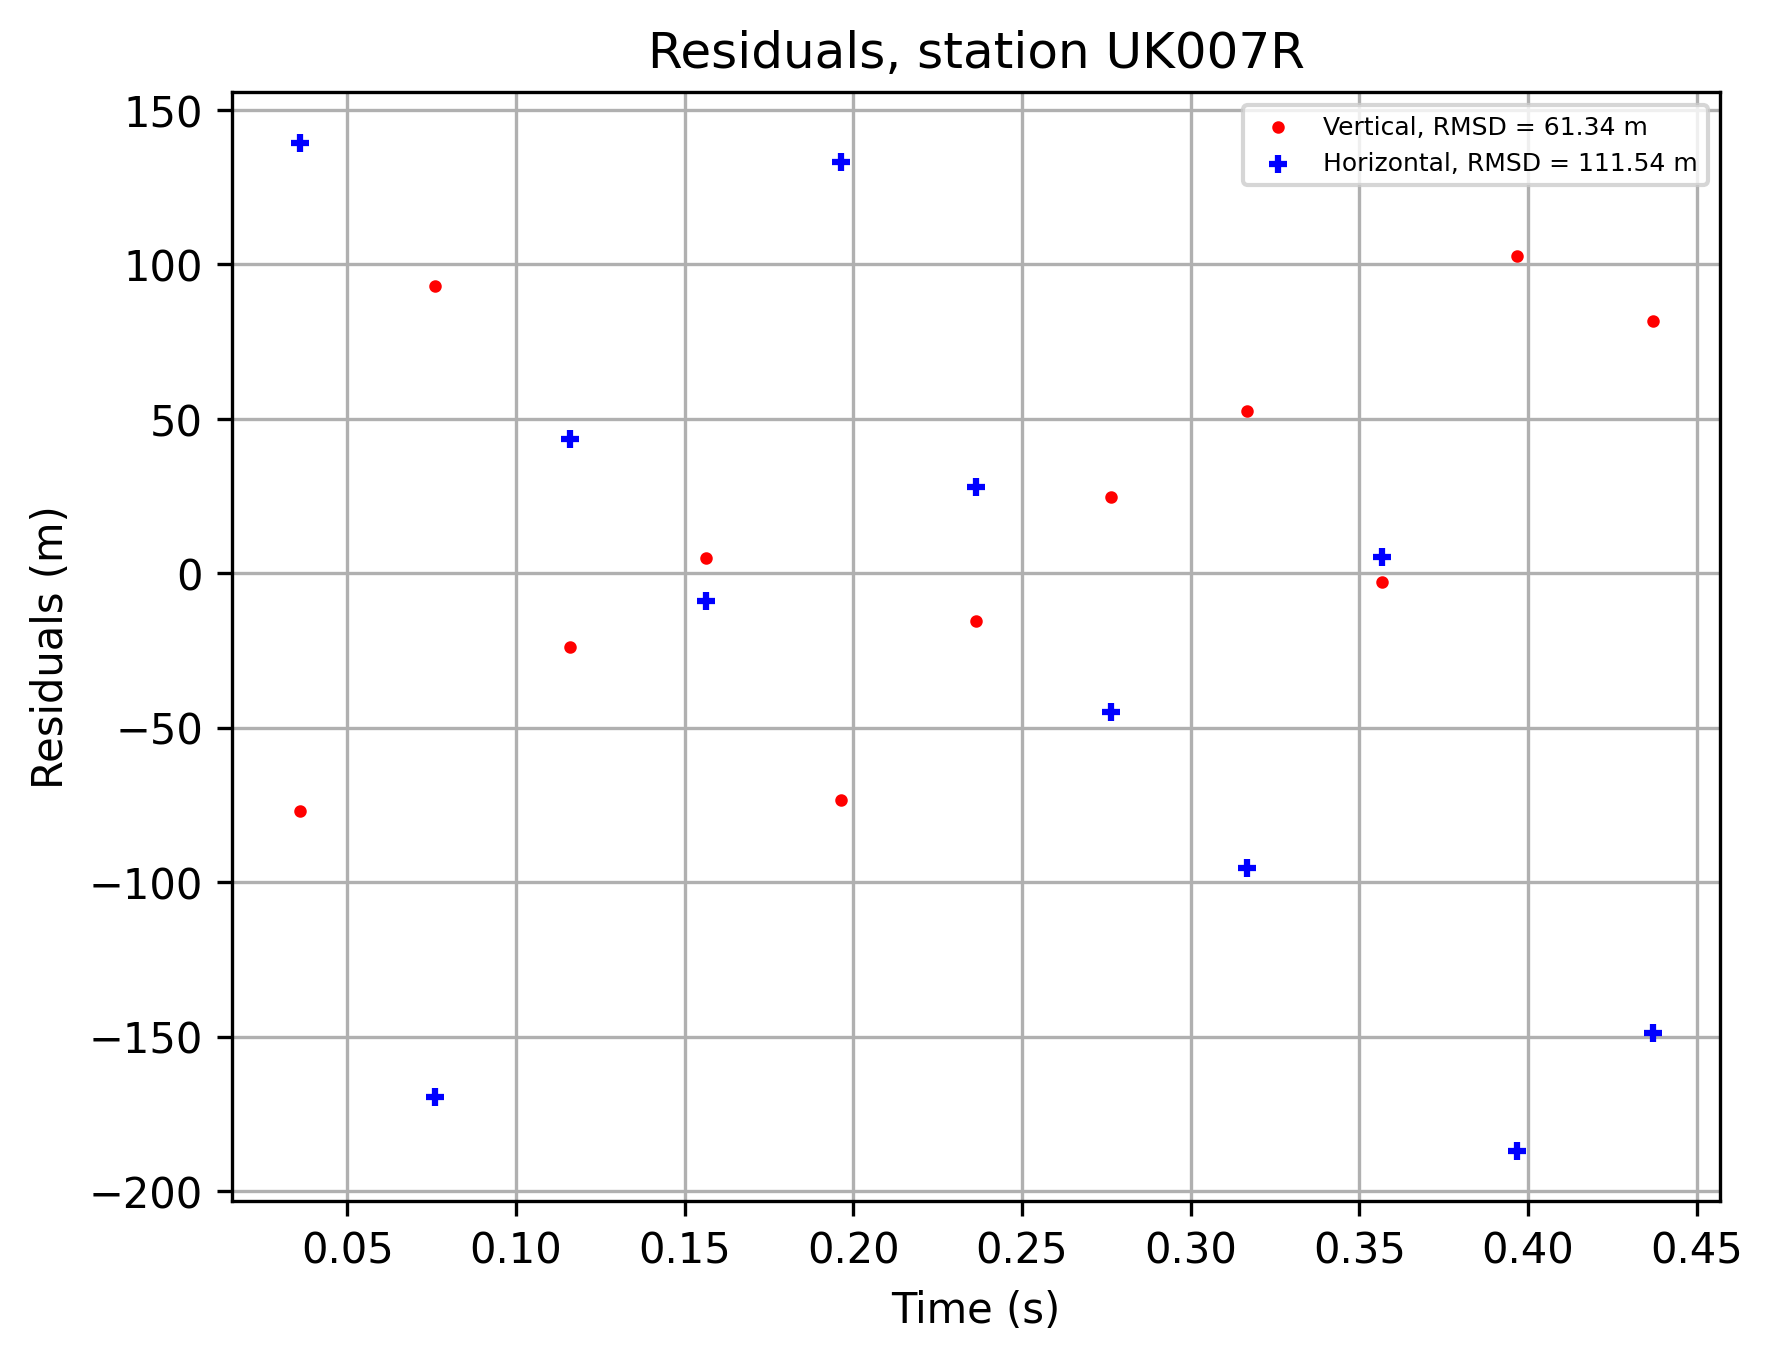 Residuals, station UK007R
Vertical, RMSD = 61.34 m
Horizontal, RMSD = 111.54 m
150
100
50
0
−50
−100
−150
−200
Residuals (m)
0.05 0.10 0.15 0.20 0.25 0.30 0.35 0.40 0.45
Time (s)